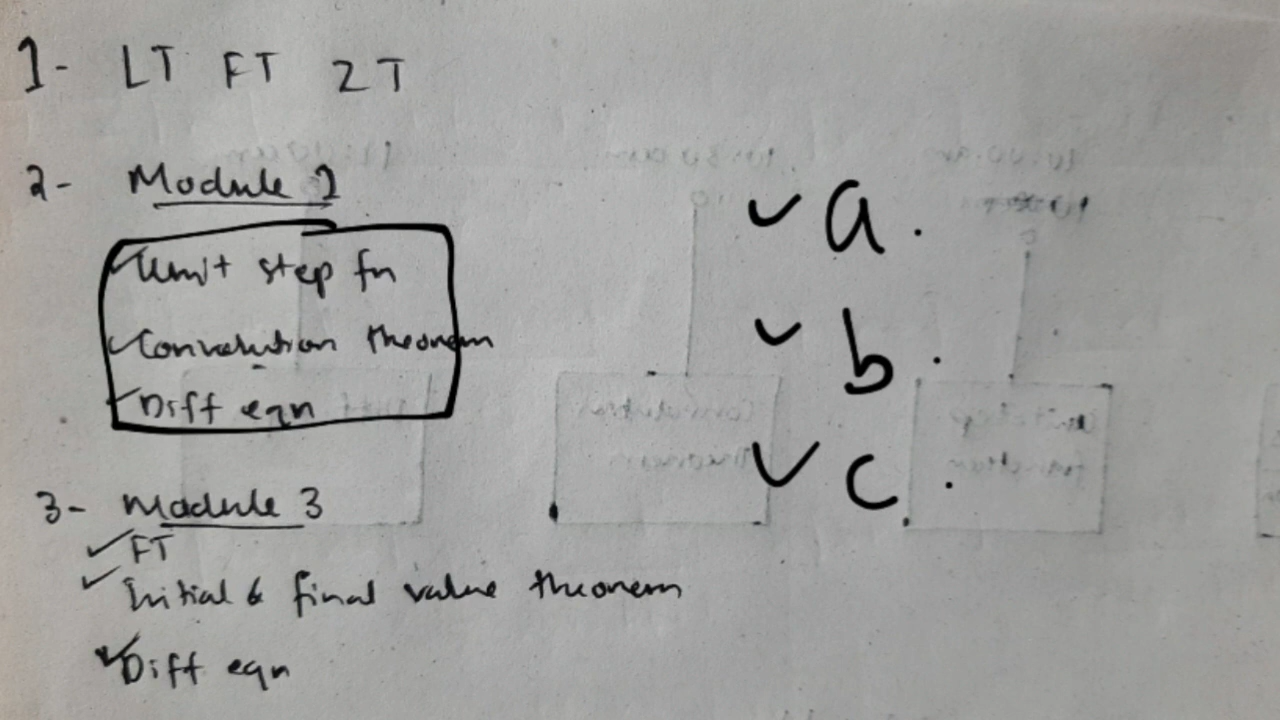 1- LT FT ZT
2- Module 2
Unit step fn
a.
Convolution theorem
b.
Diff eqn
c.
3- Module 3
FT
Initial & final value theorem
Diff eqn